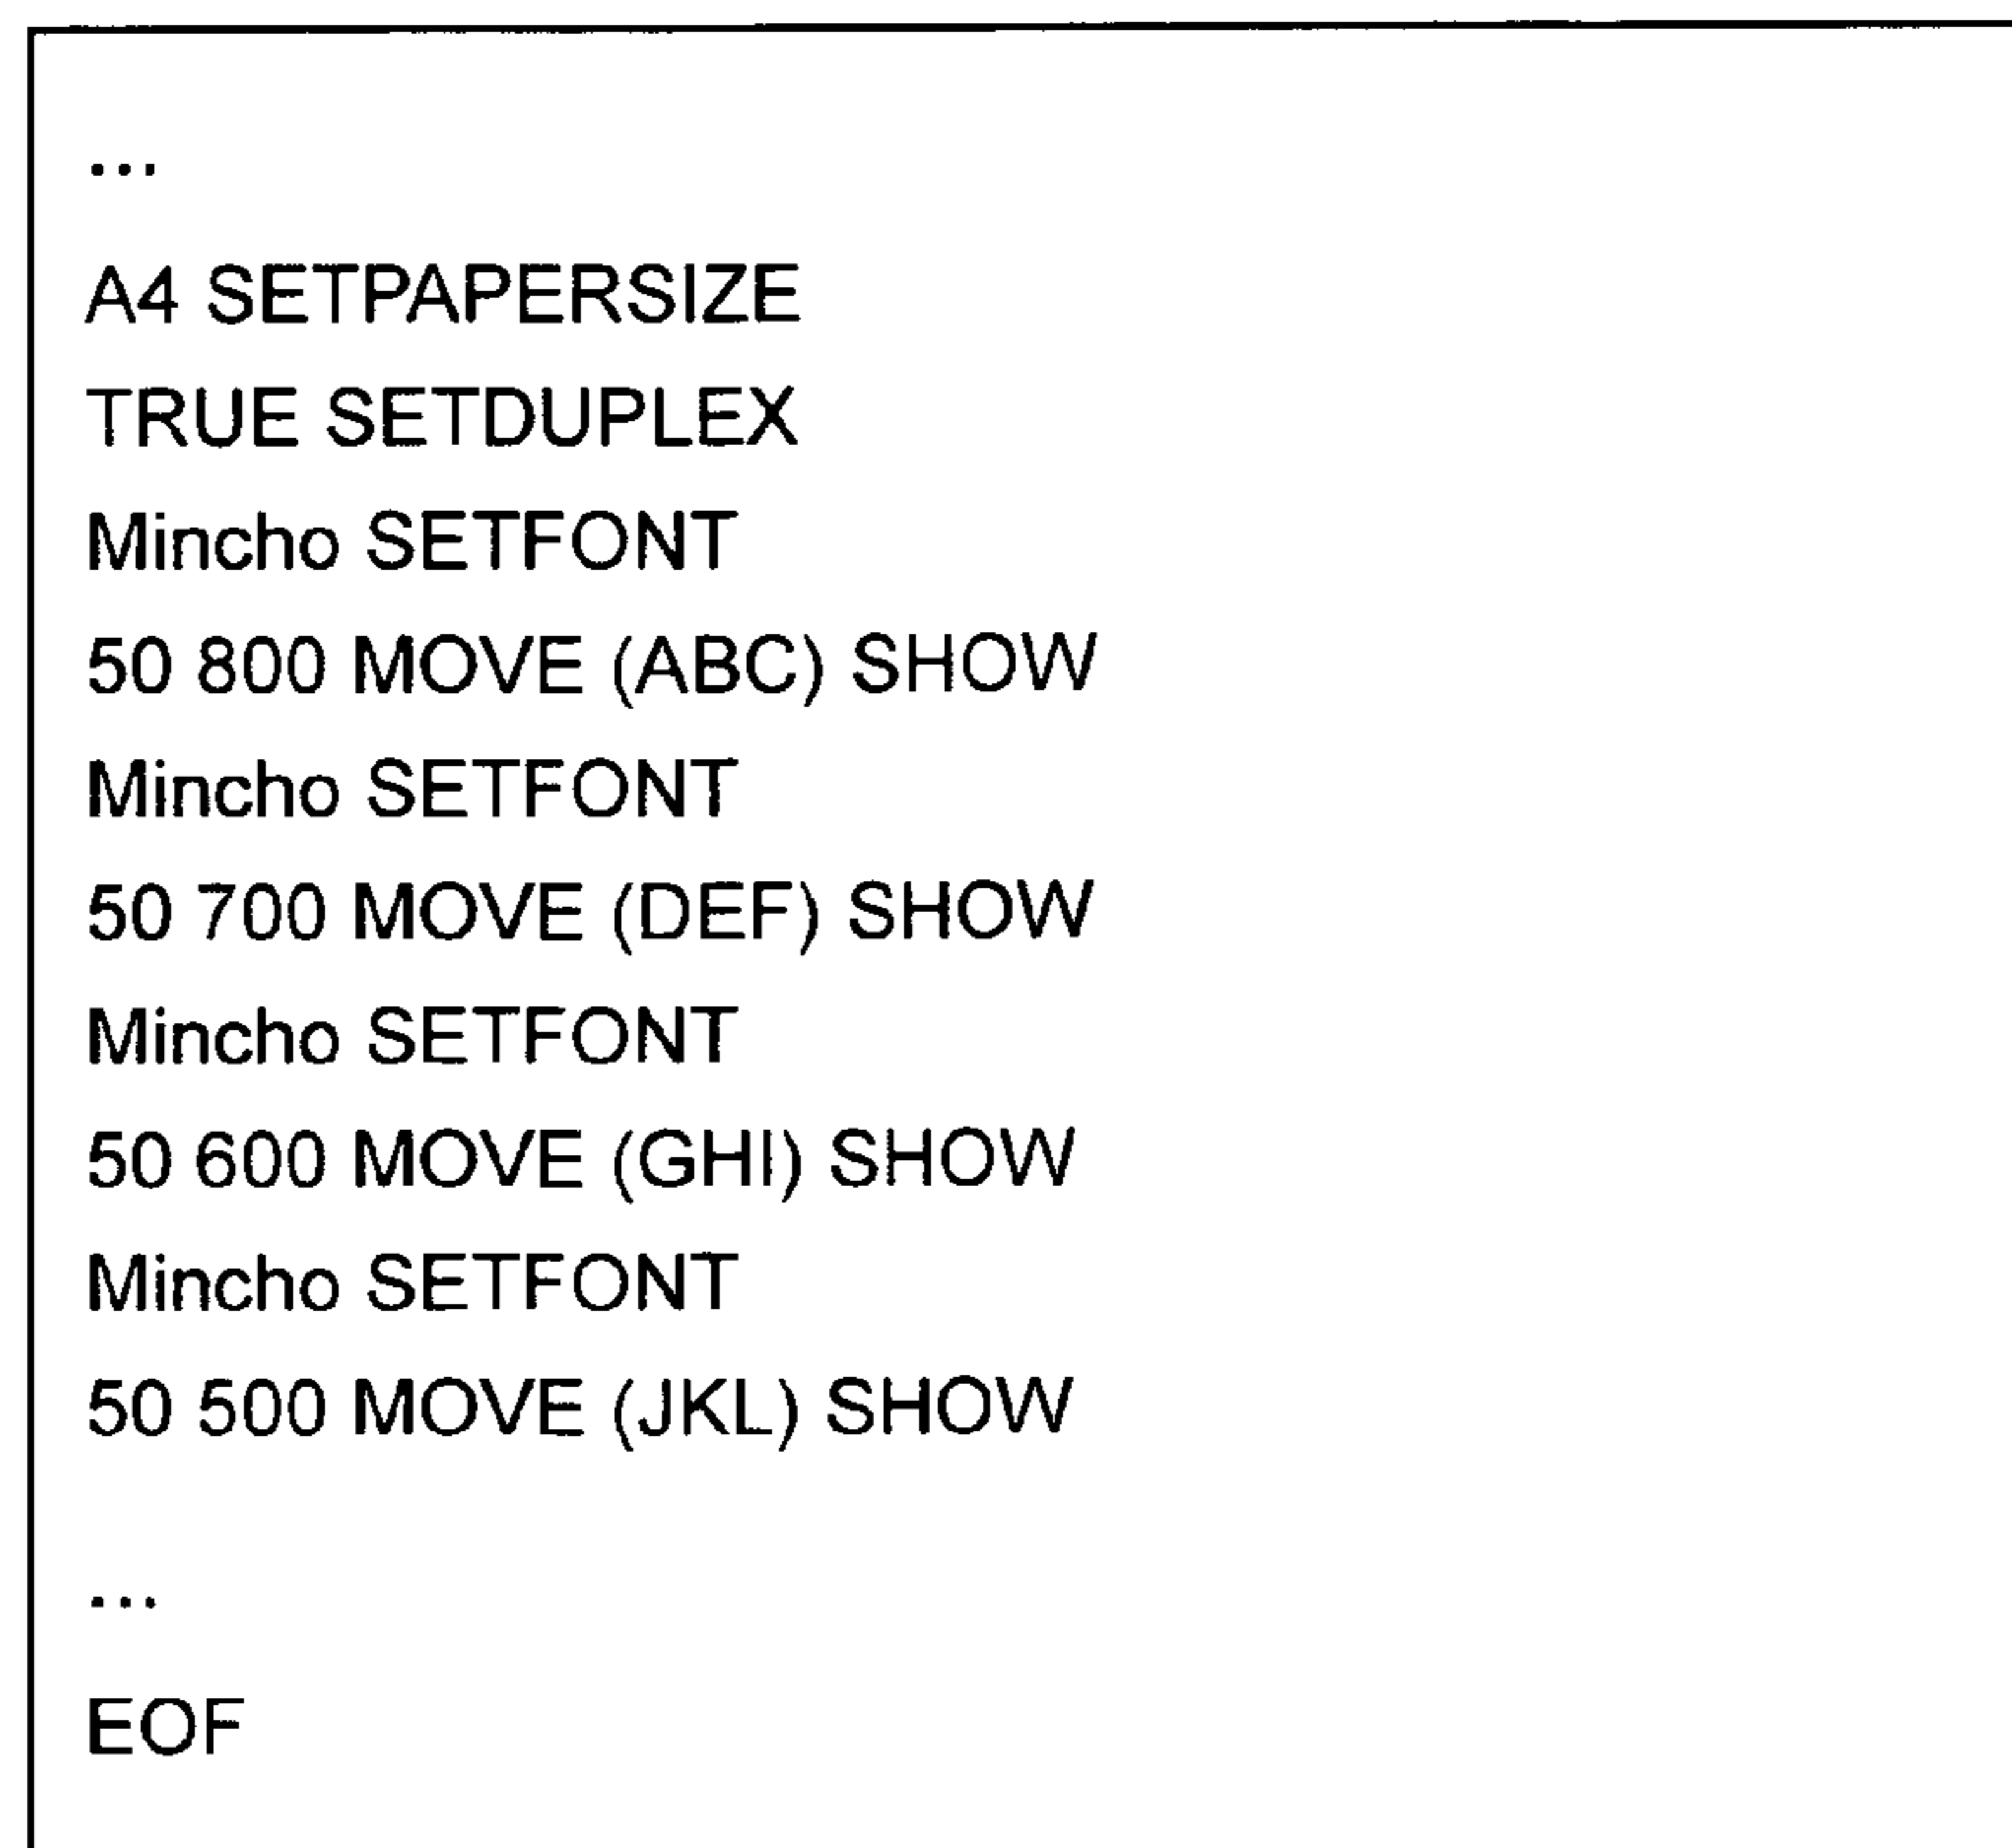 ...
A4 SETPAPERSIZE
TRUE SETDUPLEX
Mincho SETFONT
50 800 MOVE (ABC) SHOW
Mincho SETFONT
50 700 MOVE (DEF) SHOW
Mincho SETFONT
50 600 MOVE (GHI) SHOW
Mincho SETFONT
50 500 MOVE (JKL) SHOW
...
EOF